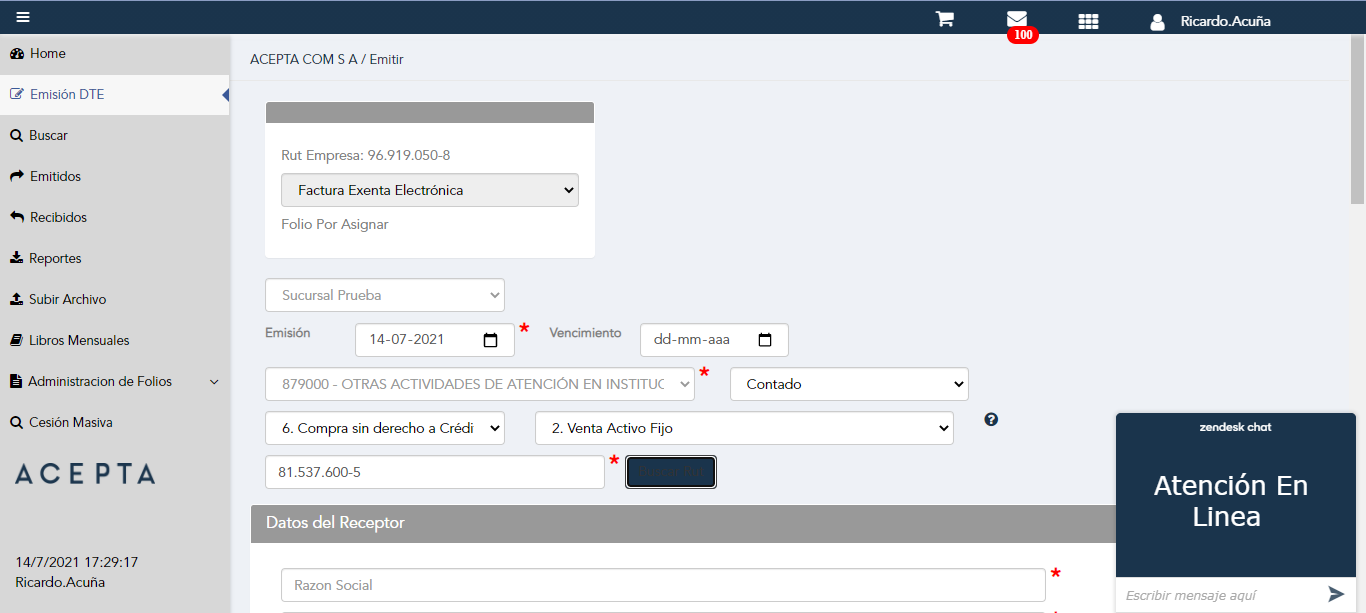 Ricardo.Acuña
100
Home
Emisión DTE
Buscar
Emitidos
Recibidos
Reportes
Subir Archivo
Libros Mensuales
Administracion de Folios
Cesión Masiva
ACEPTA
14/7/2021 17:29:17
Ricardo.Acuña
ACEPTA COM S A / Emitir
Rut Empresa: 96.919.050-8
Factura Exenta Electrónica
Folio Por Asignar
Sucursal Prueba
Emisión 14-07-2021 * Vencimiento dd-mm-aaa
879000 - OTRAS ACTIVIDADES DE ATENCIÓN EN INSTITUC * Contado
6. Compra sin derecho a Crédi 2. Venta Activo Fijo ?
81.537.600-5 *
Datos del Receptor
Razon Social *
zendesk chat
Atención En
Linea
Escribir mensaje aquí